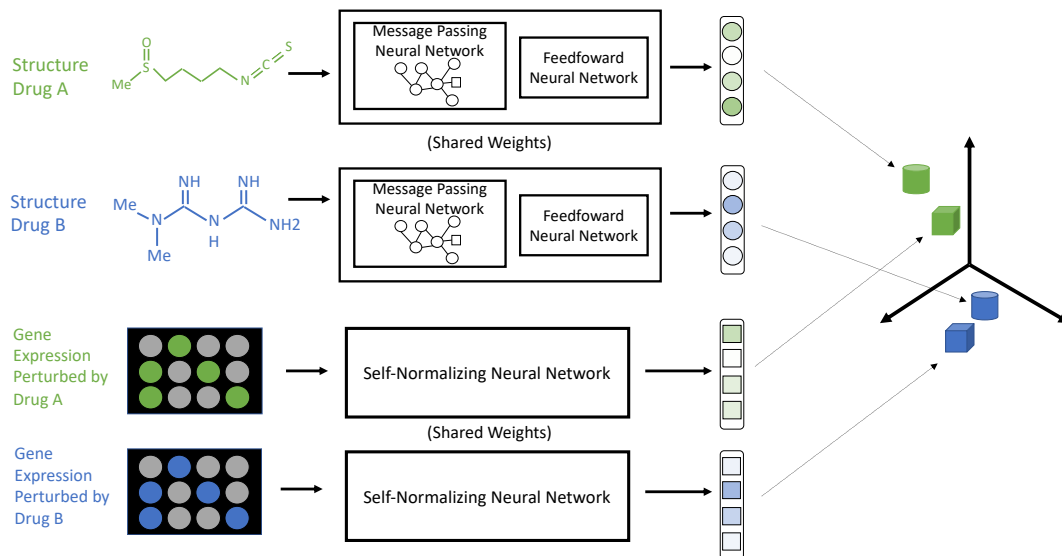 Structure
Drug A
O
S
Me
N
C
S
Message Passing
Neural Network
Feedfoward
Neural Network
(Shared Weights)
Structure
Drug B
NH
NH
Me
N
N
H
NH2
Me
Message Passing
Neural Network
Feedfoward
Neural Network
Gene
Expression
Perturbed by
Drug A
Self-Normalizing Neural Network
(Shared Weights)
Gene
Expression
Perturbed by
Drug B
Self-Normalizing Neural Network